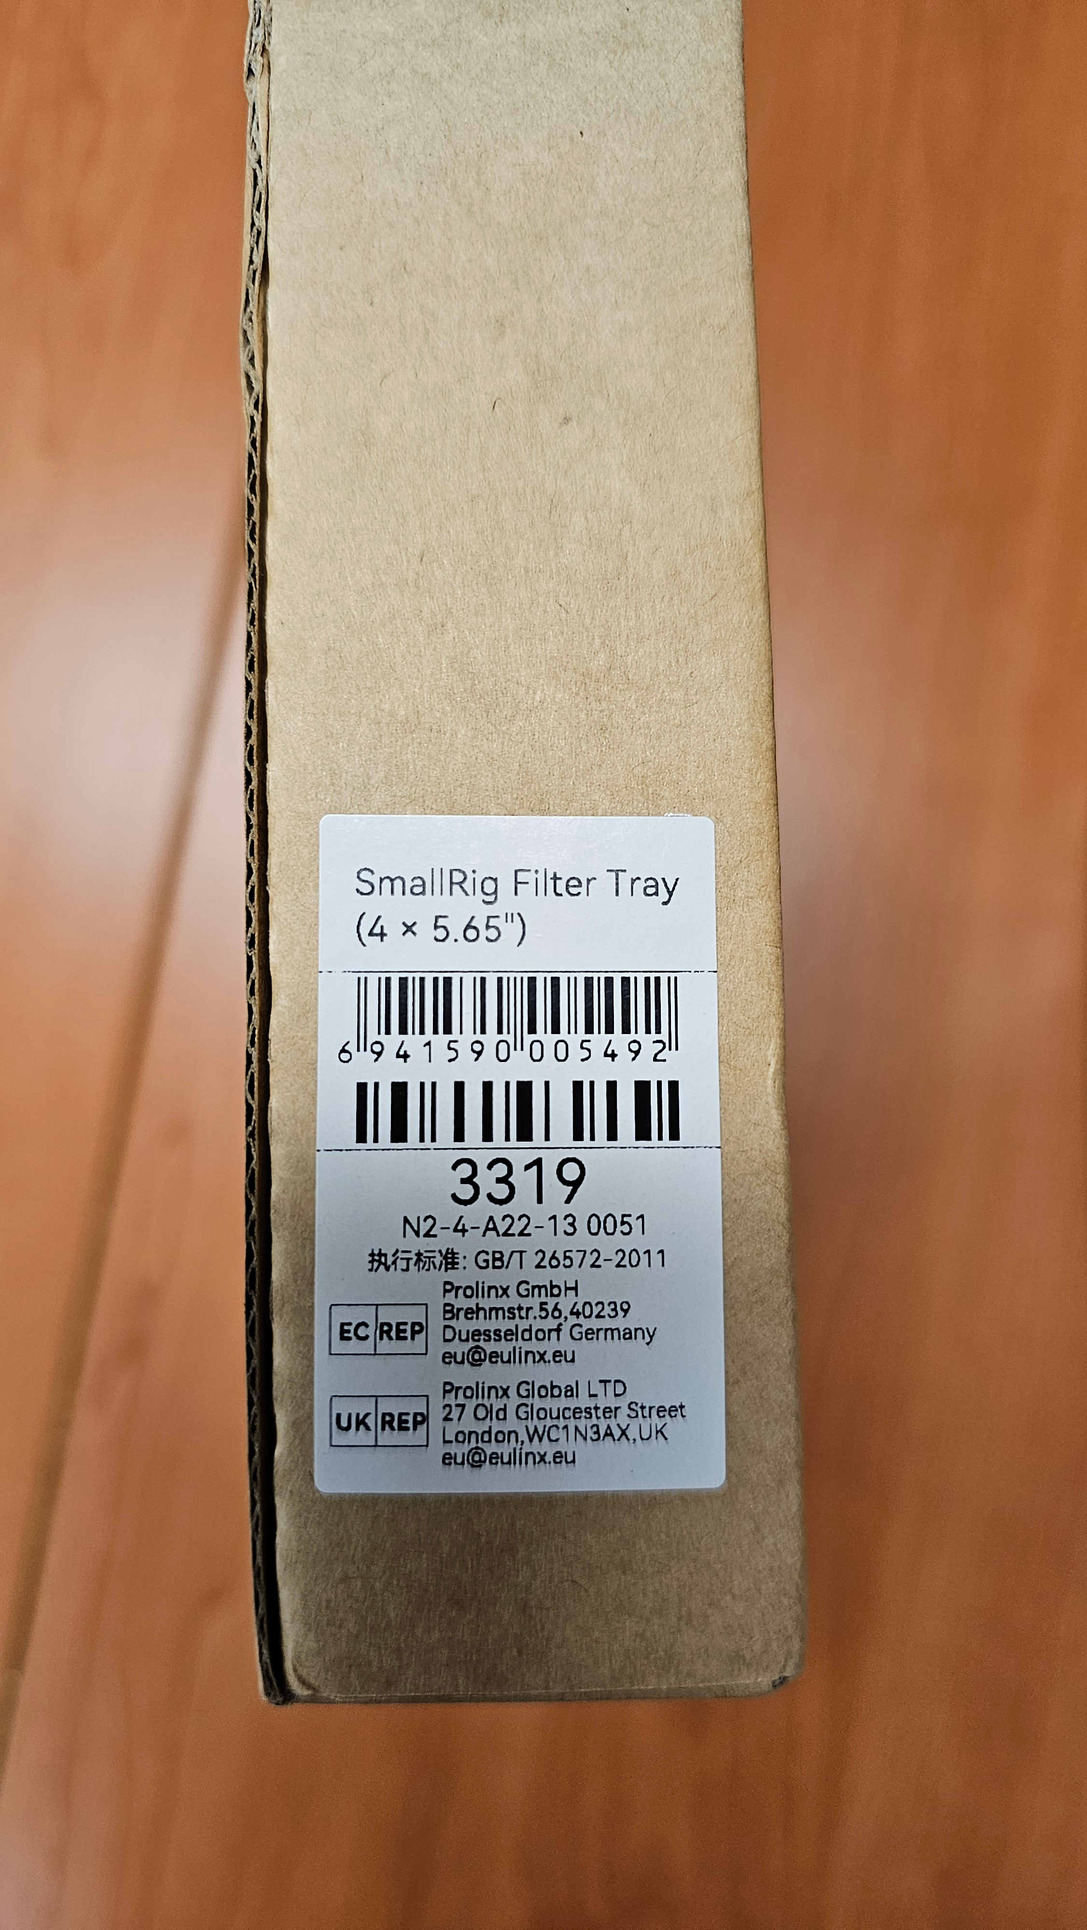 SmallRig Filter Tray
(4 × 5.65")
6 941590 005492
3319
N2-4-A22-13 0051
执行标准: GB/T 26572-2011
EC REP
Prolinx GmbH
Brehmstr.56,40239
Duesseldorf Germany
eu@eulinx.eu
UK REP
Prolinx Global LTD
27 Old Gloucester Street
London,WC1N3AX,UK
eu@eulinx.eu